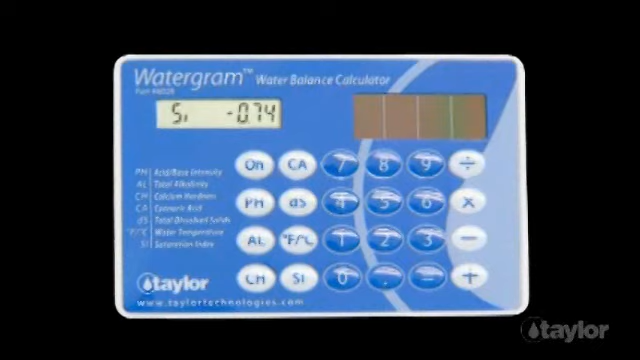 Watergram™ Water Balance Calculator
SI -0.74
PH Acid/Base Intensity
AL Total Alkalinity
CH Calcium Hardness
CA Cyanuric Acid
dS Total Dissolved Solids
°F/°C Water Temperature
SI Saturation Index
On CA 7 8 9 ÷
PH dS 4 5 6 ×
AL °F/°C 1 2 3 −
CH SI 0 . = +
taylor
www.taylortechnologies.com
taylor